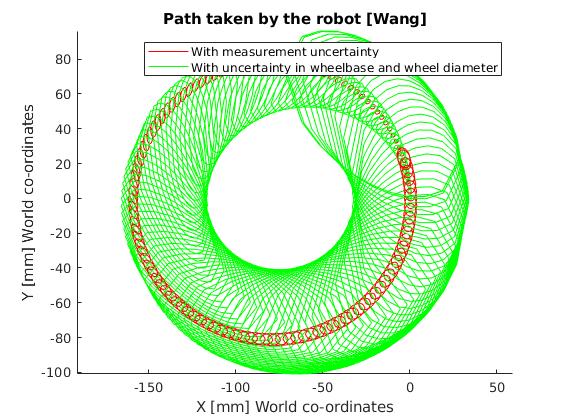 Path taken by the robot [Wang]
With measurement uncertainty
With uncertainty in wheelbase and wheel diameter
80
60
40
20
0
-20
-40
-60
-80
-100
Y [mm] World co-ordinates
-150 -100 -50 0 50
X [mm] World co-ordinates